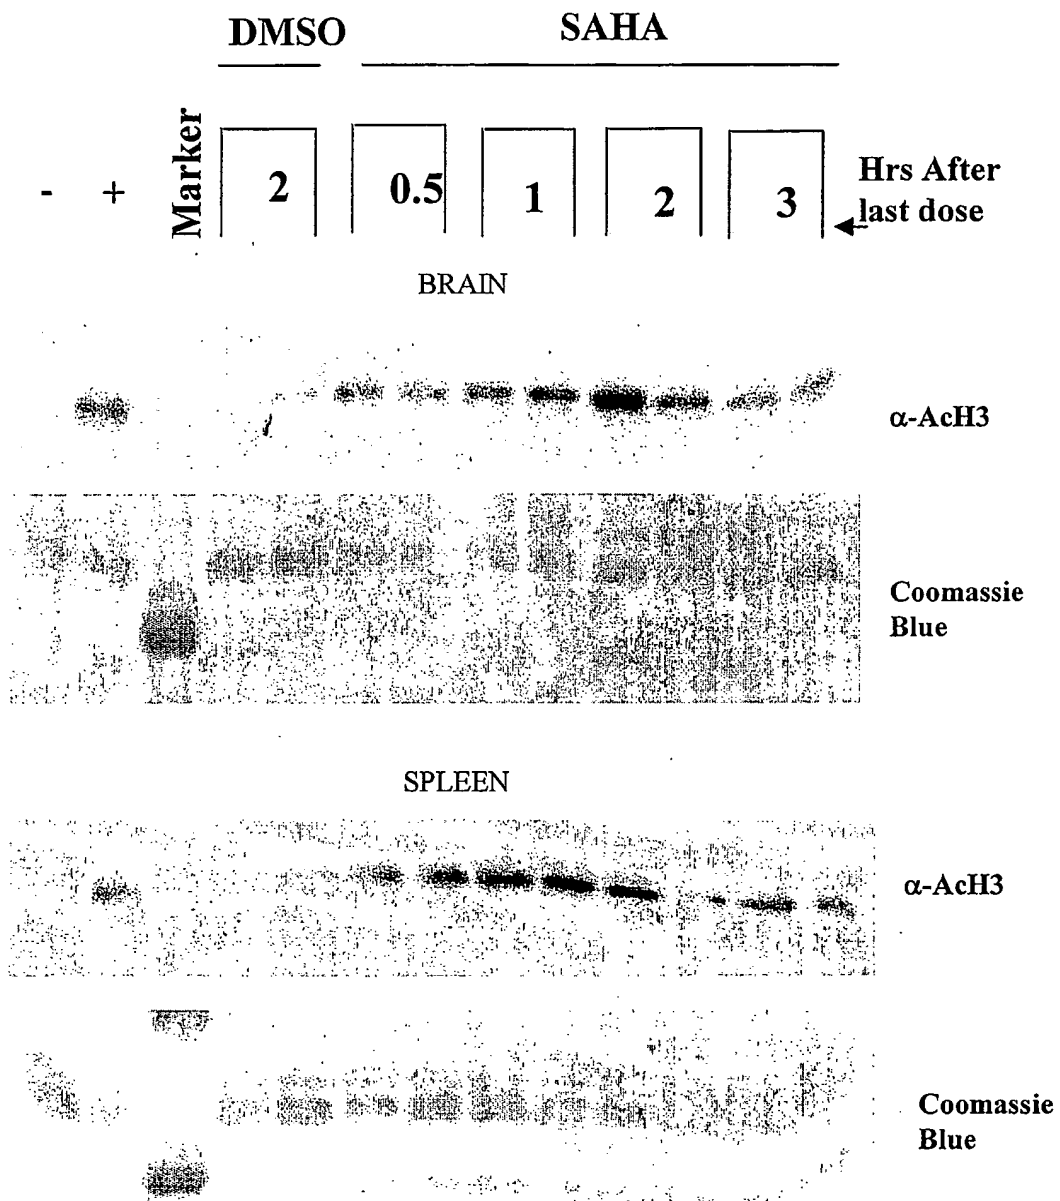 DMSO SAHA
- + Marker 2 0.5 1 2 3 Hrs After
last dose
BRAIN
α-AcH3
Coomassie
Blue
SPLEEN
α-AcH3
Coomassie
Blue